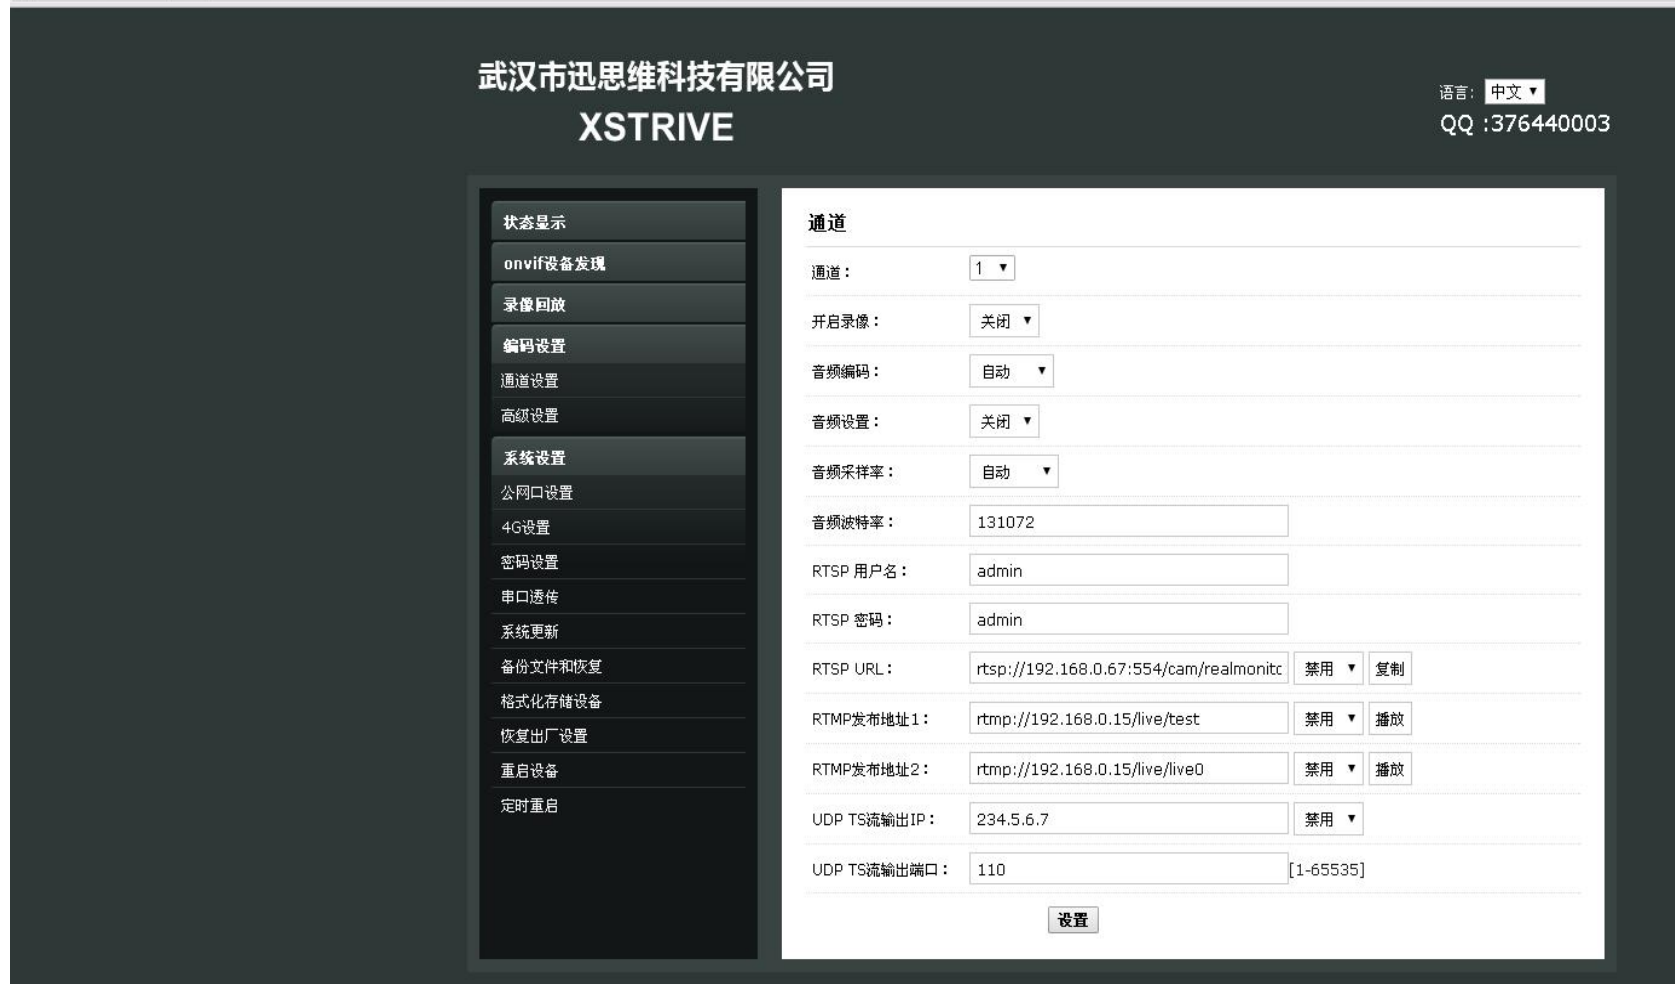 武汉市迅思维科技有限公司
XSTRIVE
语言: 中文
QQ :376440003
状态显示
onvif设备发现
录像回放
编码设置
通道设置
高级设置
系统设置
公网口设置
4G设置
密码设置
串口透传
系统更新
备份文件和恢复
格式化存储设备
恢复出厂设置
重启设备
定时重启
通道
通道： 1
开启录像： 关闭
音频编码： 自动
音频设置： 关闭
音频采样率： 自动
音频波特率： 131072
RTSP 用户名： admin
RTSP 密码： admin
RTSP URL： rtsp://192.168.0.67:554/cam/realmonitc 禁用 复制
RTMP发布地址1： rtmp://192.168.0.15/live/test 禁用 播放
RTMP发布地址2： rtmp://192.168.0.15/live/live0 禁用 播放
UDP TS流输出IP： 234.5.6.7 禁用
UDP TS流输出端口： 110 [1-65535]
设置